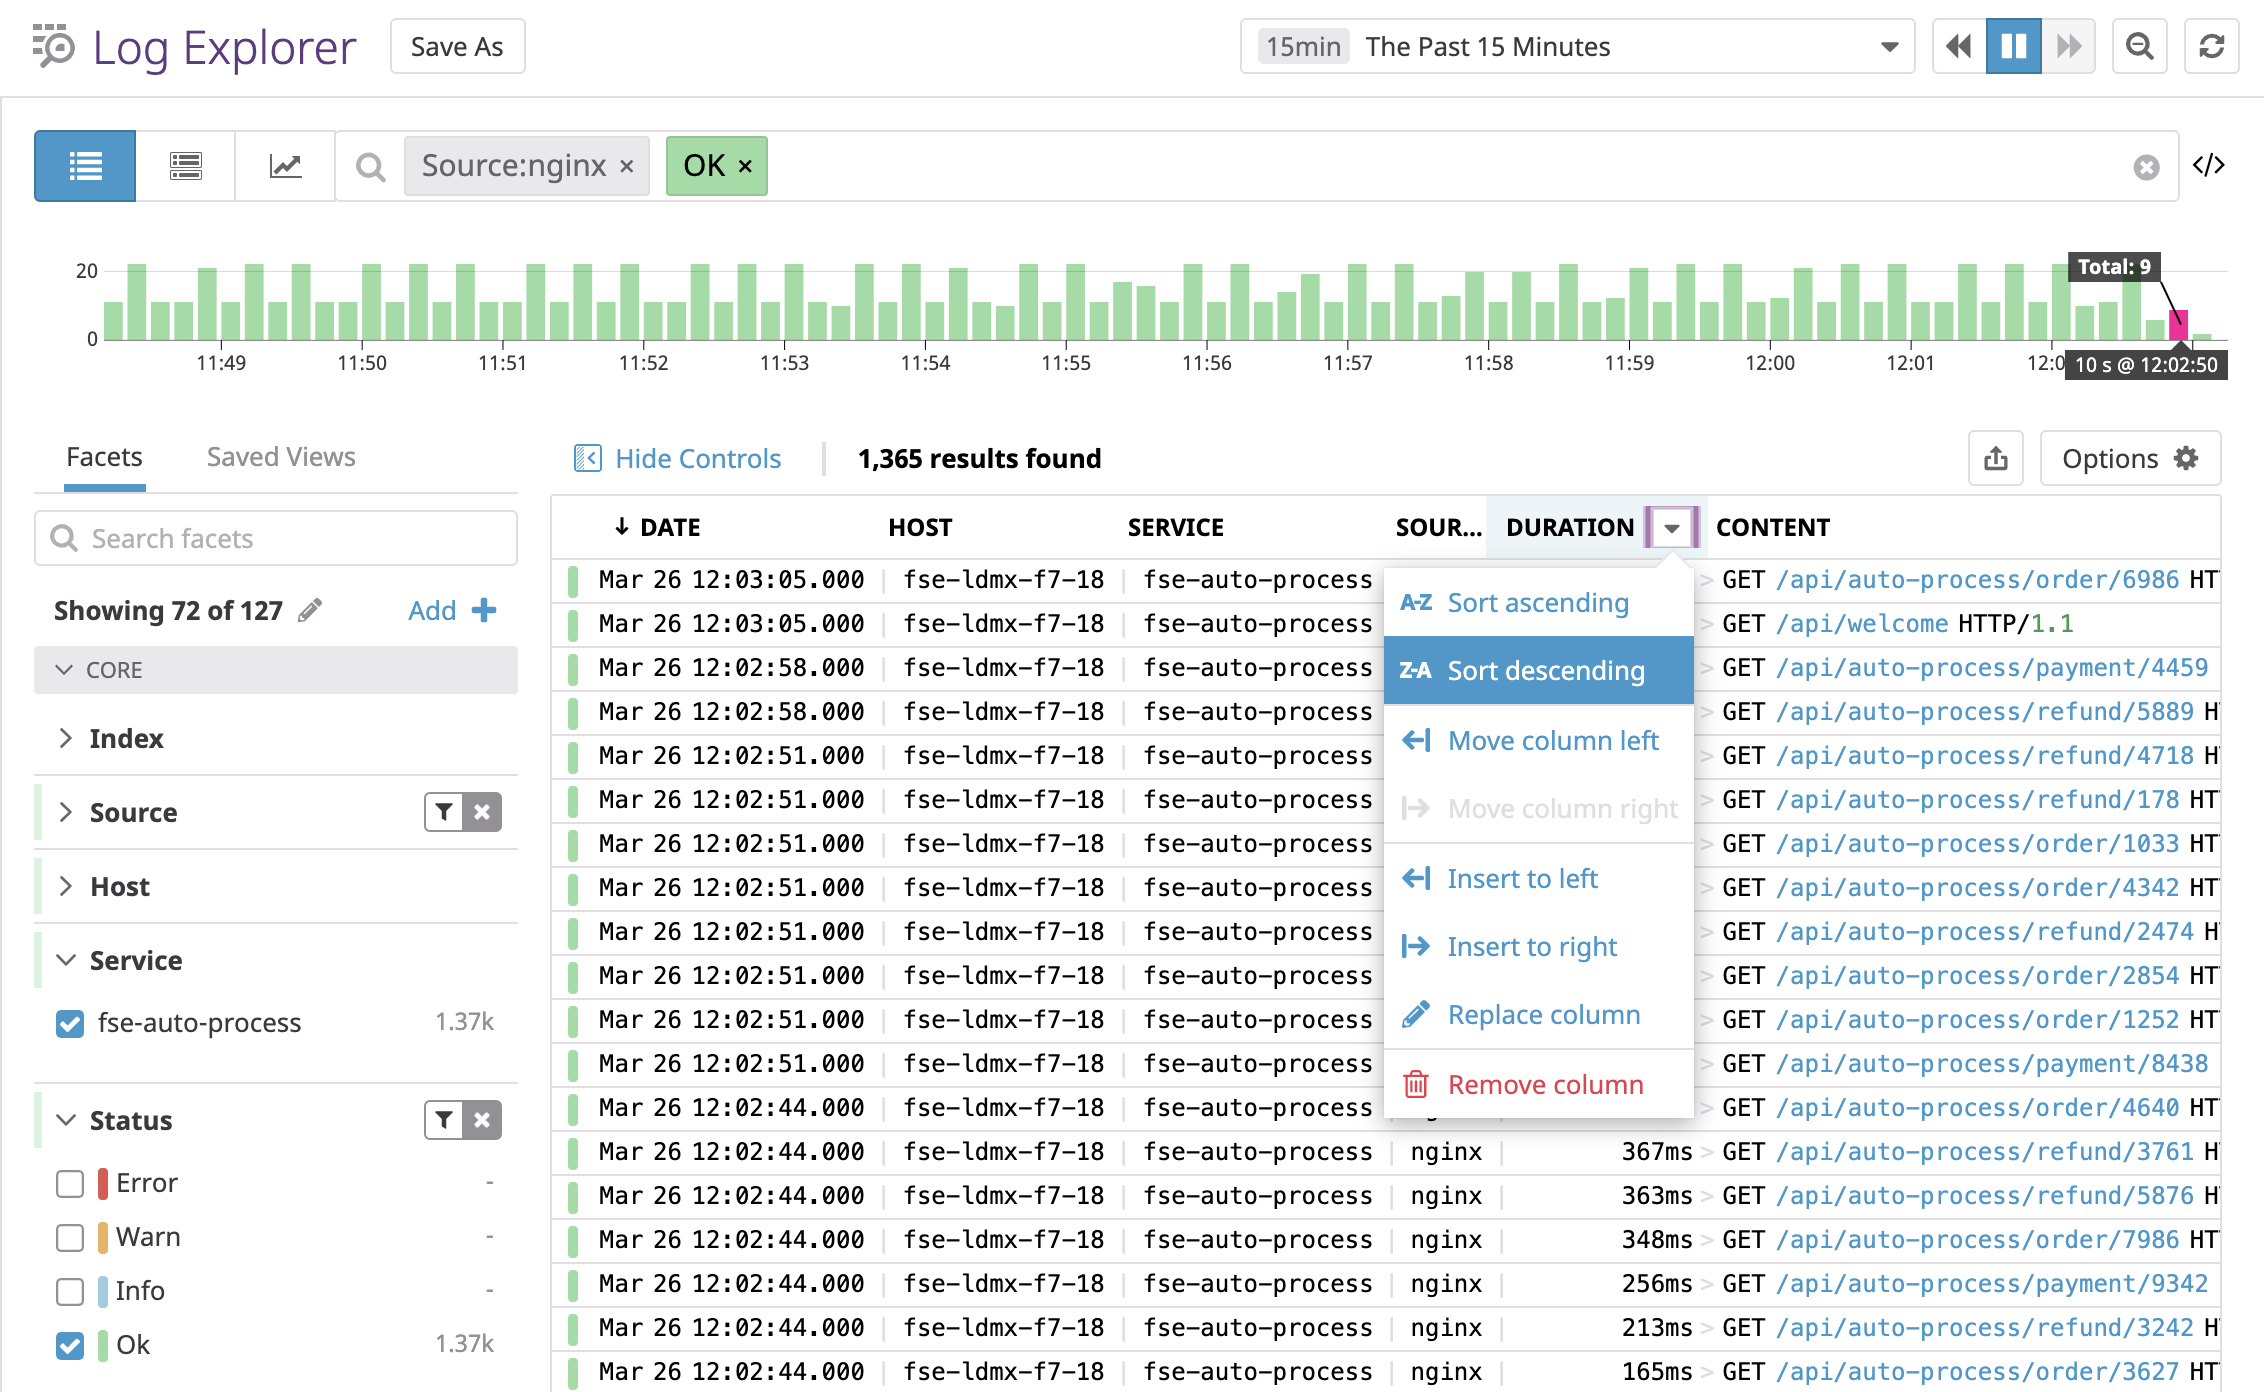 Log Explorer Save As 15min The Past 15 Minutes
Source:nginx × OK × </>
20
Total: 9
0
11:49 11:50 11:51 11:52 11:53 11:54 11:55 11:56 11:57 11:58 11:59 12:00 12:01 12:0
10 s @ 12:02:50
Facets Saved Views
Hide Controls 1,365 results found Options
Search facets
Showing 72 of 127 Add
CORE
Index
Source
Host
Service
fse-auto-process 1.37k
Status
Error -
Warn -
Info -
Ok 1.37k
↓ DATE HOST SERVICE SOUR... DURATION CONTENT
Mar 26 12:03:05.000 fse-ldmx-f7-18 fse-auto-process > GET /api/auto-process/order/6986 HT
Mar 26 12:03:05.000 fse-ldmx-f7-18 fse-auto-process > GET /api/welcome HTTP/1.1
Mar 26 12:02:58.000 fse-ldmx-f7-18 fse-auto-process > GET /api/auto-process/payment/4459
Mar 26 12:02:58.000 fse-ldmx-f7-18 fse-auto-process > GET /api/auto-process/refund/5889 H
Mar 26 12:02:51.000 fse-ldmx-f7-18 fse-auto-process > GET /api/auto-process/refund/4718 H
Mar 26 12:02:51.000 fse-ldmx-f7-18 fse-auto-process > GET /api/auto-process/refund/178 HT
Mar 26 12:02:51.000 fse-ldmx-f7-18 fse-auto-process > GET /api/auto-process/order/1033 HT
Mar 26 12:02:51.000 fse-ldmx-f7-18 fse-auto-process > GET /api/auto-process/order/4342 HT
Mar 26 12:02:51.000 fse-ldmx-f7-18 fse-auto-process > GET /api/auto-process/refund/2474 H
Mar 26 12:02:51.000 fse-ldmx-f7-18 fse-auto-process > GET /api/auto-process/order/2854 HT
Mar 26 12:02:51.000 fse-ldmx-f7-18 fse-auto-process > GET /api/auto-process/order/1252 HT
Mar 26 12:02:51.000 fse-ldmx-f7-18 fse-auto-process > GET /api/auto-process/payment/8438
Mar 26 12:02:44.000 fse-ldmx-f7-18 fse-auto-process > GET /api/auto-process/order/4640 HT
Mar 26 12:02:44.000 fse-ldmx-f7-18 fse-auto-process nginx 367ms > GET /api/auto-process/refund/3761 H
Mar 26 12:02:44.000 fse-ldmx-f7-18 fse-auto-process nginx 363ms > GET /api/auto-process/refund/5876 H
Mar 26 12:02:44.000 fse-ldmx-f7-18 fse-auto-process nginx 348ms > GET /api/auto-process/order/7986 HT
Mar 26 12:02:44.000 fse-ldmx-f7-18 fse-auto-process nginx 256ms > GET /api/auto-process/payment/9342
Mar 26 12:02:44.000 fse-ldmx-f7-18 fse-auto-process nginx 213ms > GET /api/auto-process/refund/3242 H
Mar 26 12:02:44.000 fse-ldmx-f7-18 fse-auto-process nginx 165ms > GET /api/auto-process/order/3627 HT
A-Z Sort ascending
Z-A Sort descending
Move column left
Move column right
Insert to left
Insert to right
Replace column
Remove column